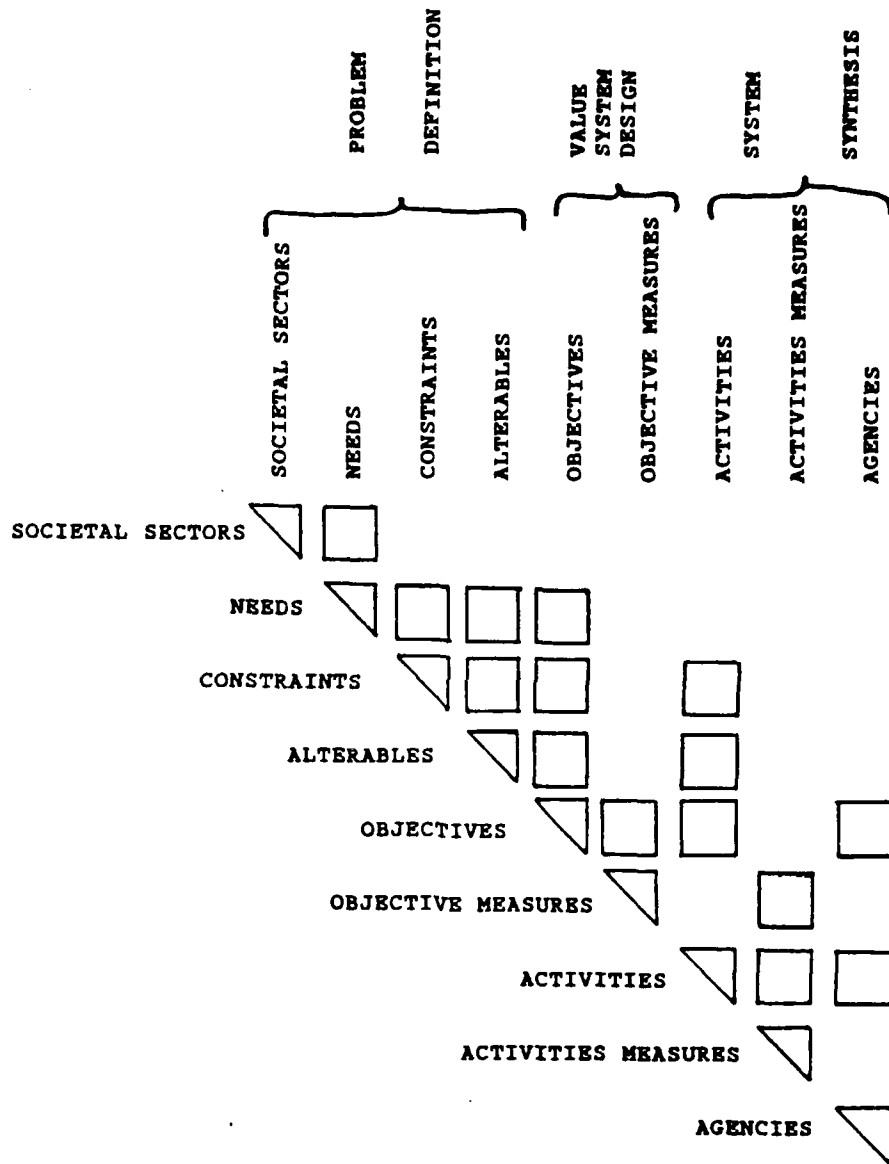 PROBLEM
DEFINITION
VALUE
SYSTEM
DESIGN
SYSTEM
SYNTHESIS
SOCIETAL SECTORS
NEEDS
CONSTRAINTS
ALTERABLES
OBJECTIVES
OBJECTIVE MEASURES
ACTIVITIES
ACTIVITIES MEASURES
AGENCIES
SOCIETAL SECTORS
NEEDS
CONSTRAINTS
ALTERABLES
OBJECTIVES
OBJECTIVE MEASURES
ACTIVITIES
ACTIVITIES MEASURES
AGENCIES